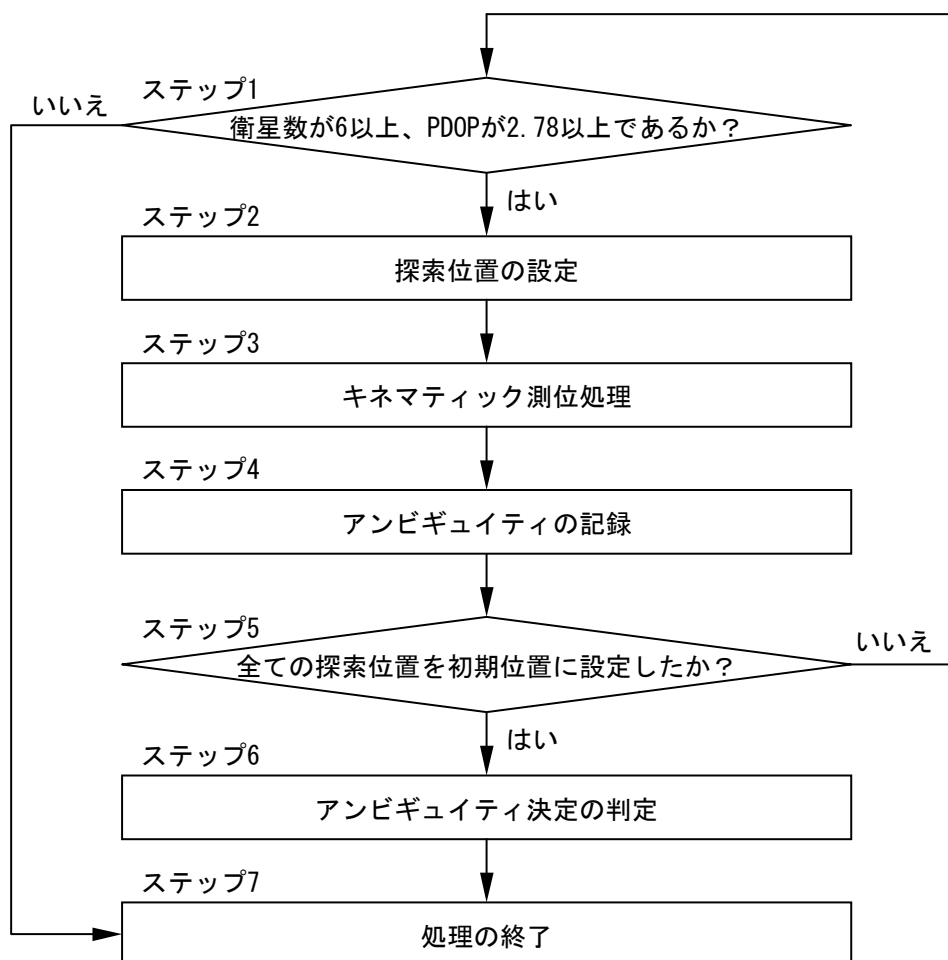 ステップ1
いいえ
衛星数が6以上、PDOPが2.78以上であるか？
はい
ステップ2
探索位置の設定
ステップ3
キネマティック測位処理
ステップ4
アンビギュイティの記録
ステップ5
いいえ
全ての探索位置を初期位置に設定したか？
はい
ステップ6
アンビギュイティ決定の判定
ステップ7
処理の終了